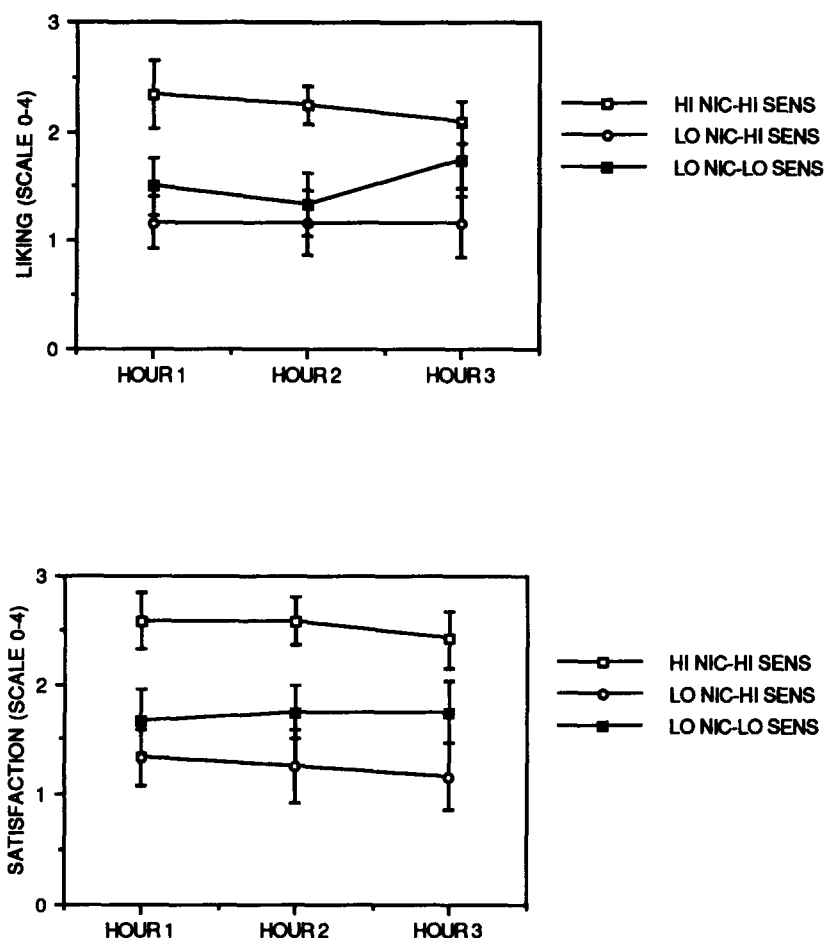 3
2
1
0
LIKING (SCALE 0-4)
HOUR 1
HOUR 2
HOUR 3
HI NIC-HI SENS
LO NIC-HI SENS
LO NIC-LO SENS
3
2
1
0
SATISFACTION (SCALE 0-4)
HOUR 1
HOUR 2
HOUR 3
HI NIC-HI SENS
LO NIC-HI SENS
LO NIC-LO SENS